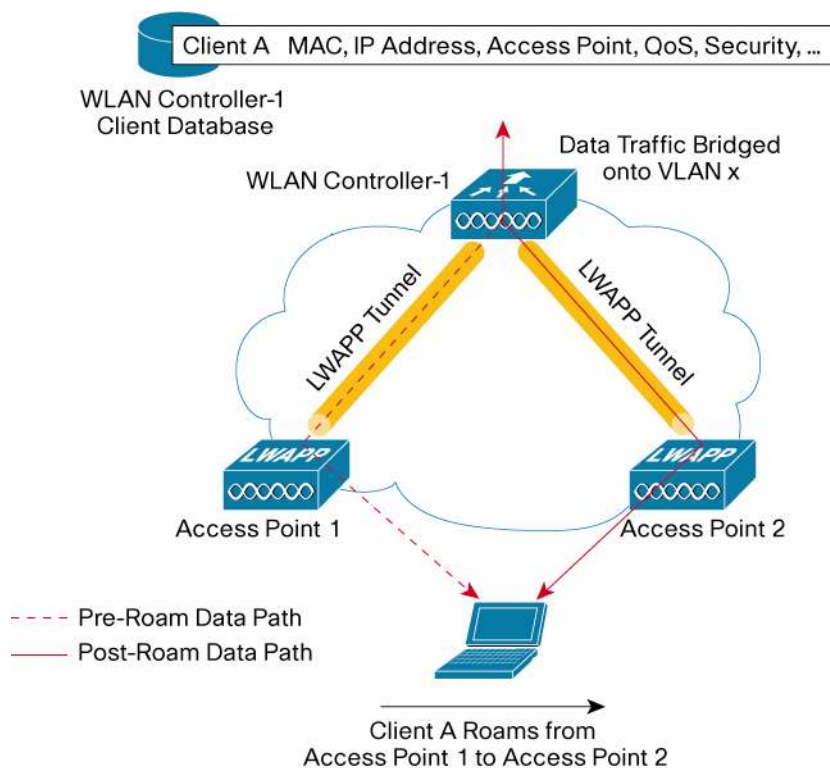 Client A MAC, IP Address, Access Point, QoS, Security, ...
WLAN Controller-1
Client Database
WLAN Controller-1
Data Traffic Bridged
onto VLAN x
LWAPP Tunnel
LWAPP Tunnel
LWAPP
LWAPP
Access Point 1
Access Point 2
Pre-Roam Data Path
Post-Roam Data Path
Client A Roams from
Access Point 1 to Access Point 2